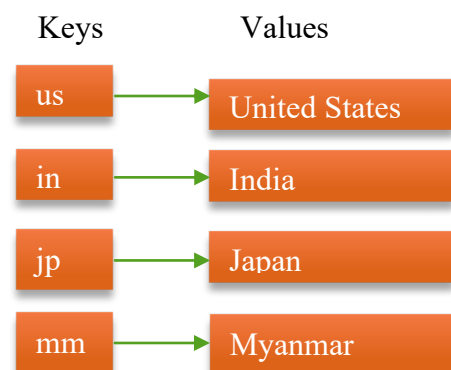 Keys Values
us United States
in India
jp Japan
mm Myanmar